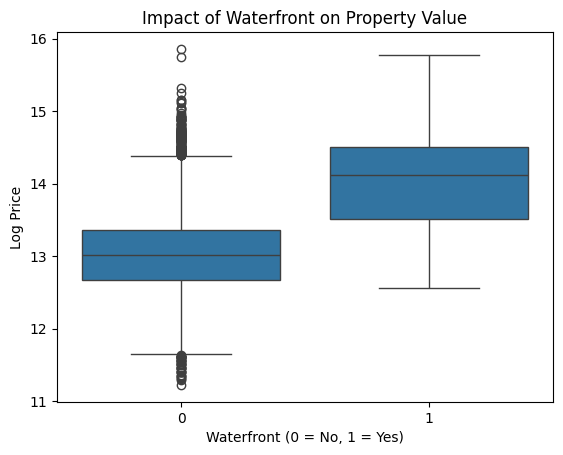 Impact of Waterfront on Property Value
16
15
14
13
12
11
Log Price
0
1
Waterfront (0 = No, 1 = Yes)